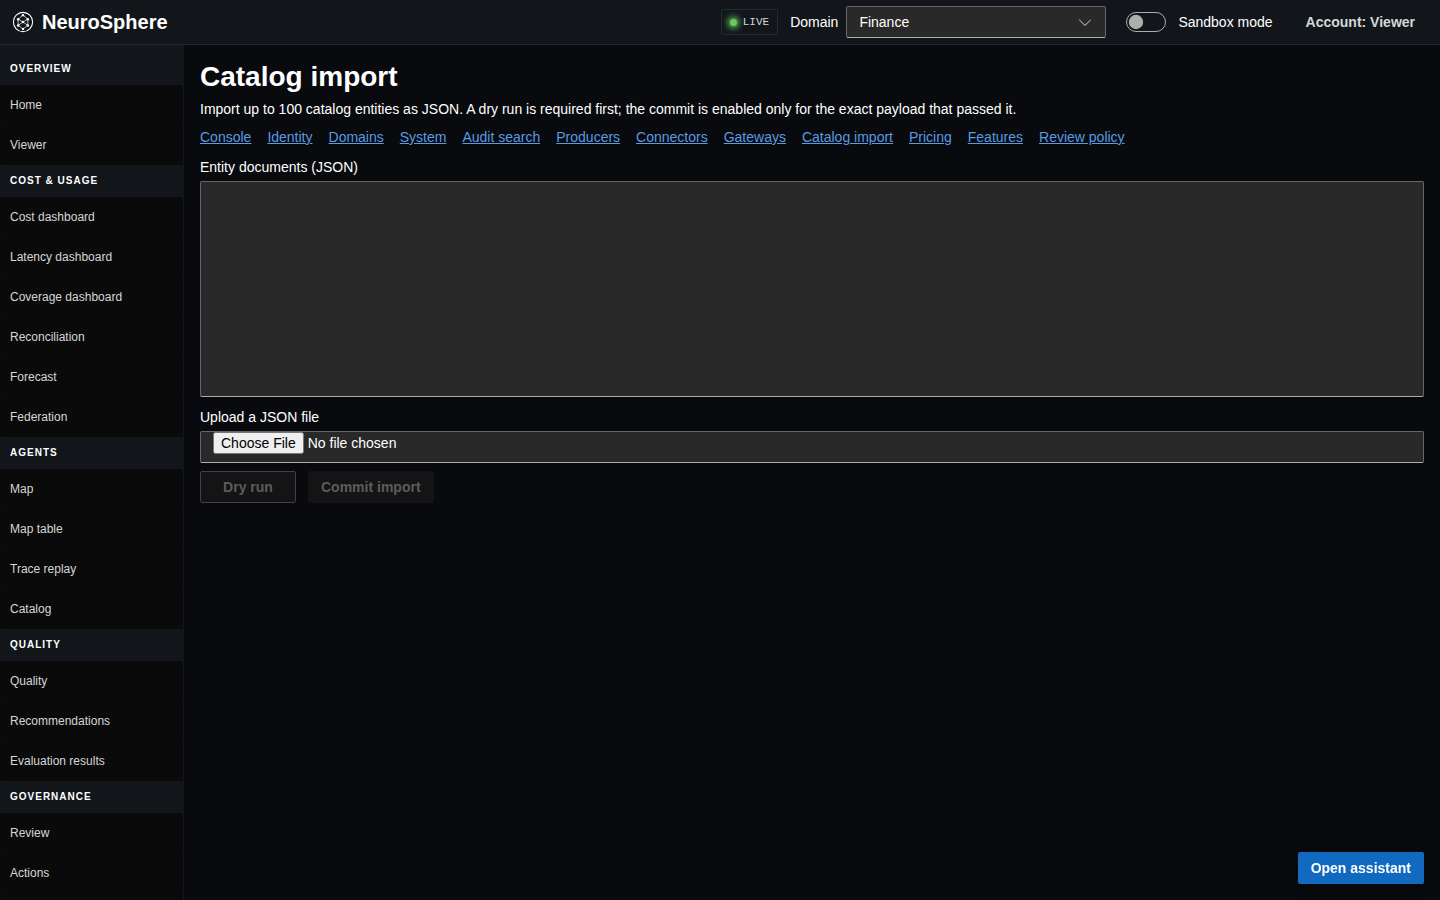 NeuroSphere
LIVE
Domain
Finance
Sandbox mode
Account: Viewer
OVERVIEW
Home
Viewer
COST & USAGE
Cost dashboard
Latency dashboard
Coverage dashboard
Reconciliation
Forecast
Federation
AGENTS
Map
Map table
Trace replay
Catalog
QUALITY
Quality
Recommendations
Evaluation results
GOVERNANCE
Review
Actions
Catalog import
Import up to 100 catalog entities as JSON. A dry run is required first; the commit is enabled only for the exact payload that passed it.
Console Identity Domains System Audit search Producers Connectors Gateways Catalog import Pricing Features Review policy
Entity documents (JSON)
Upload a JSON file
Choose File No file chosen
Dry run
Commit import
Open assistant